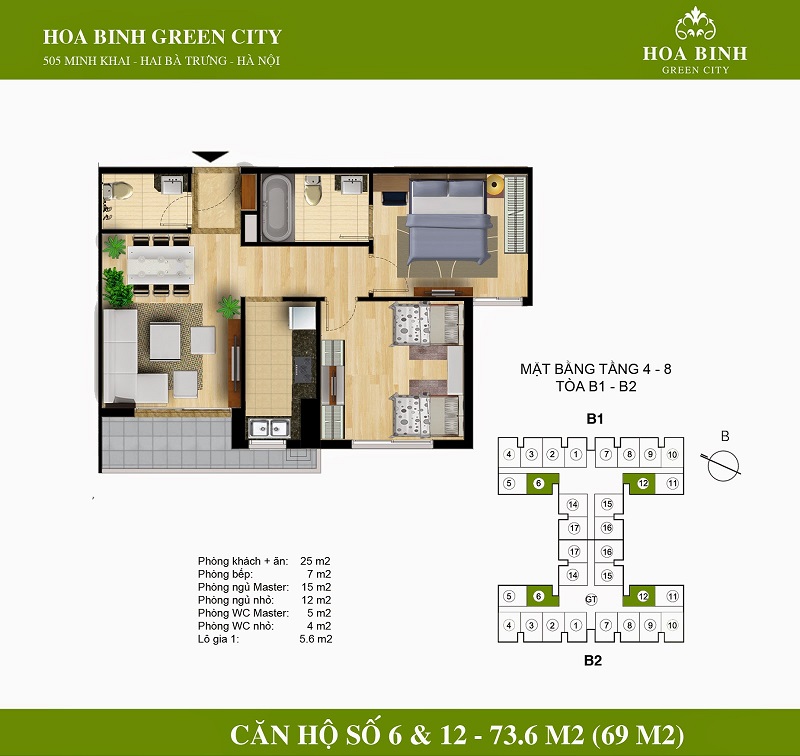 HOA BINH GREEN CITY
505 MINH KHAI - HAI BÀ TRƯNG - HÀ NỘI
HOA BINH
GREEN CITY
MẶT BẰNG TẦNG 4 - 8
TÒA B1 - B2
B1
B
4 3 2 1 7 8 9 10
5 6 12 11
14 15
17 16
17 16
14 15
5 6 GT 12 11
4 3 2 1 7 8 9 10
B2
Phòng khách + ăn: 25 m2
Phòng bếp: 7 m2
Phòng ngủ Master: 15 m2
Phòng ngủ nhỏ: 12 m2
Phòng WC Master: 5 m2
Phòng WC nhỏ: 4 m2
Lô gia 1: 5.6 m2
CĂN HỘ SỐ 6 & 12 - 73.6 M2 (69 M2)